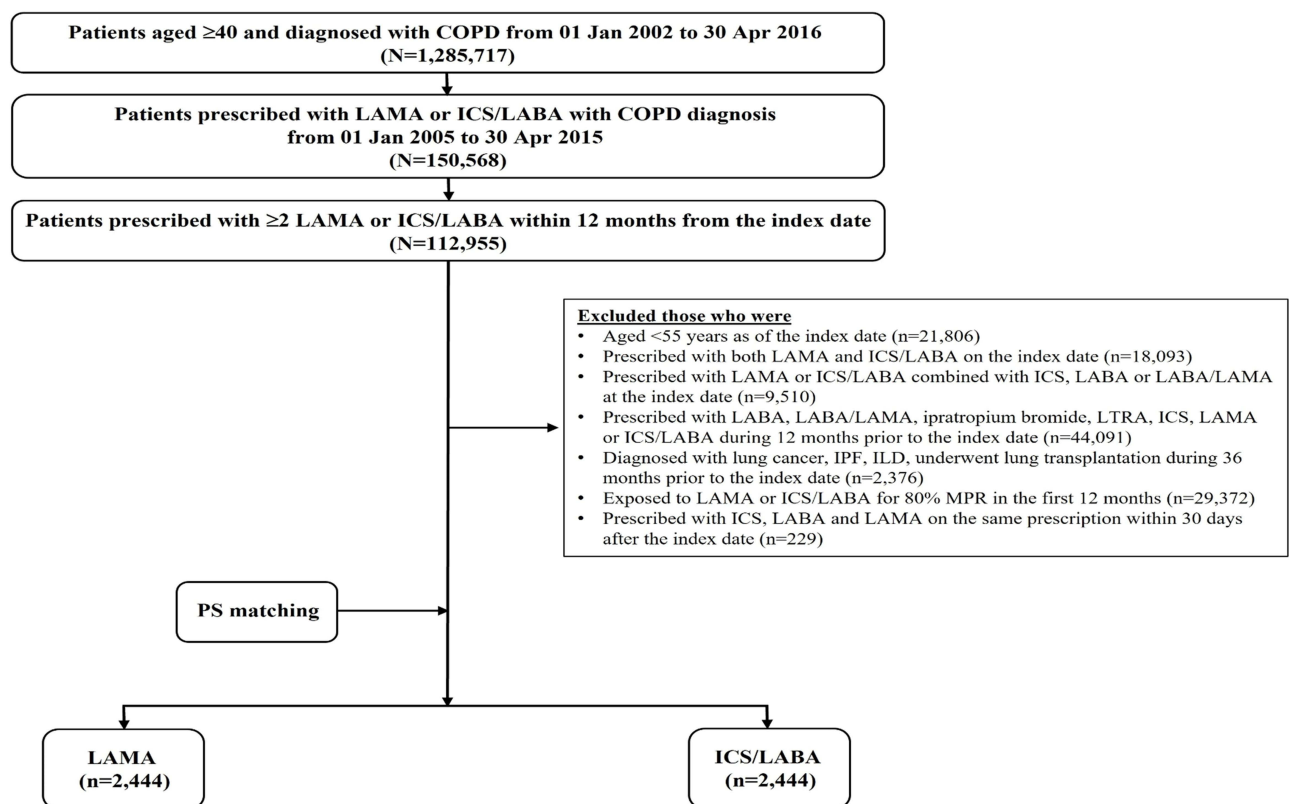 Patients aged ≥40 and diagnosed with COPD from 01 Jan 2002 to 30 Apr 2016
(N=1,285,717)
Patients prescribed with LAMA or ICS/LABA with COPD diagnosis
from 01 Jan 2005 to 30 Apr 2015
(N=150,568)
Patients prescribed with ≥2 LAMA or ICS/LABA within 12 months from the index date
(N=112,955)
Excluded those who were
• Aged <55 years as of the index date (n=21,806)
• Prescribed with both LAMA and ICS/LABA on the index date (n=18,093)
• Prescribed with LAMA or ICS/LABA combined with ICS, LABA or LABA/LAMA
at the index date (n=9,510)
• Prescribed with LABA, LABA/LAMA, ipratropium bromide, LTRA, ICS, LAMA
or ICS/LABA during 12 months prior to the index date (n=44,091)
• Diagnosed with lung cancer, IPF, ILD, underwent lung transplantation during 36
months prior to the index date (n=2,376)
• Exposed to LAMA or ICS/LABA for 80% MPR in the first 12 months (n=29,372)
• Prescribed with ICS, LABA and LAMA on the same prescription within 30 days
after the index date (n=229)
PS matching
LAMA
(n=2,444)
ICS/LABA
(n=2,444)